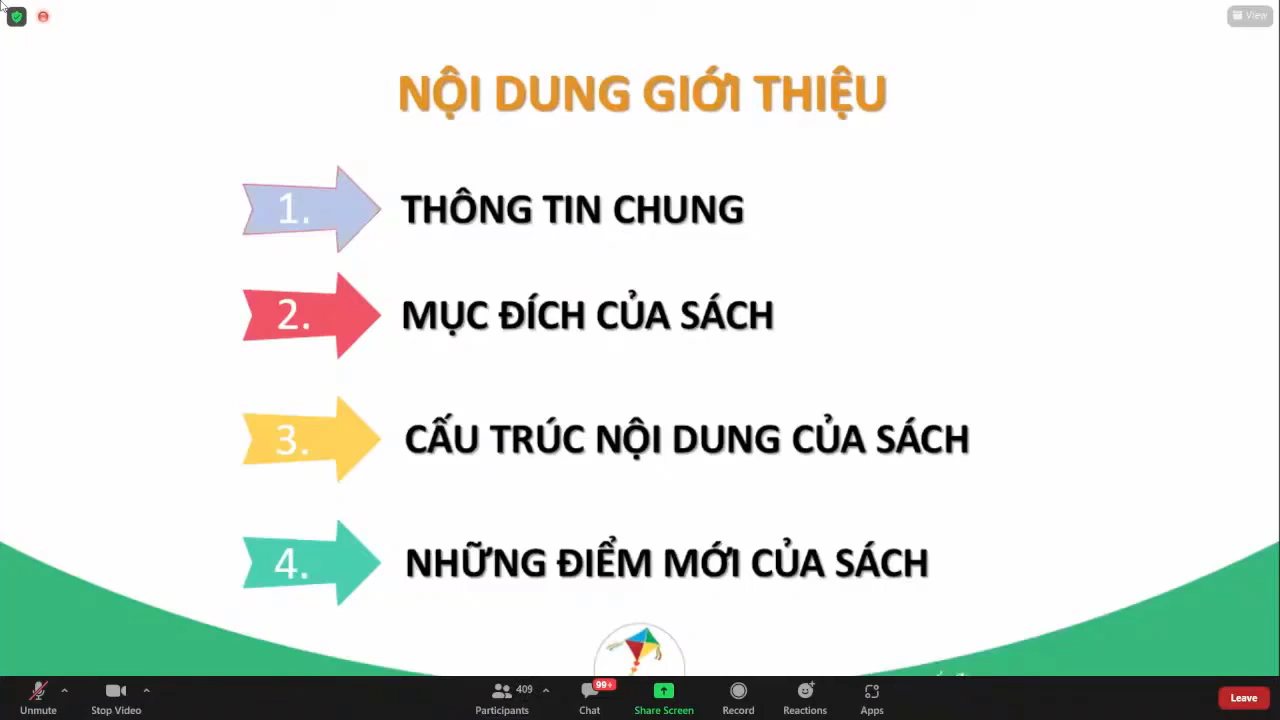 View
NỘI DUNG GIỚI THIỆU
1. THÔNG TIN CHUNG
2. MỤC ĐÍCH CỦA SÁCH
3. CẤU TRÚC NỘI DUNG CỦA SÁCH
4. NHỮNG ĐIỂM MỚI CỦA SÁCH
409 99+
Unmute Stop Video Participants Chat Share Screen Record Reactions Apps Leave